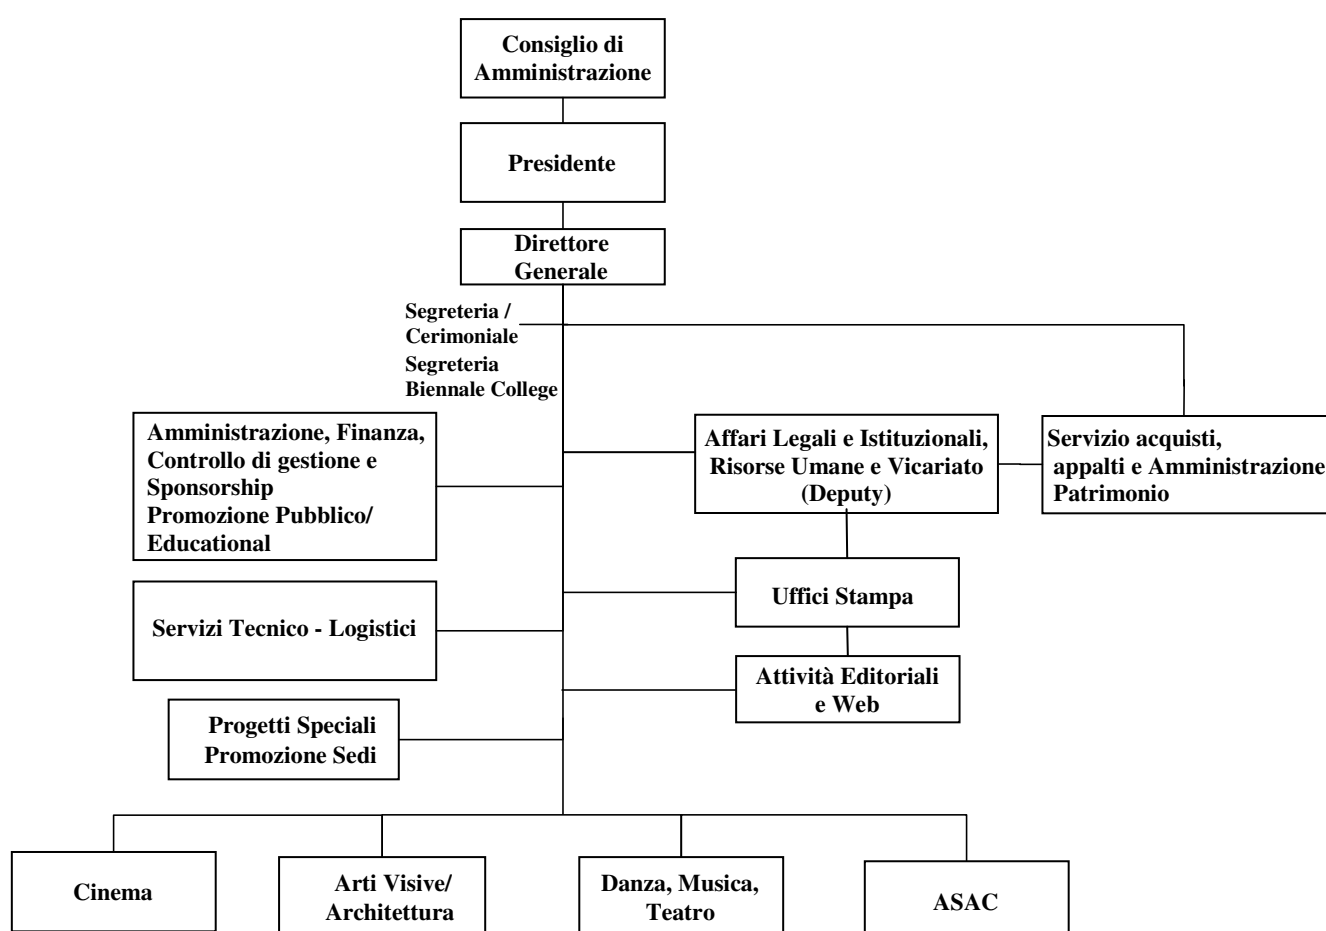 Consiglio di
Amministrazione
Presidente
Direttore
Generale
Segreteria /
Cerimoniale
Segreteria
Biennale College
Amministrazione, Finanza,
Controllo di gestione e
Sponsorship
Promozione Pubblico/
Educational
Affari Legali e Istituzionali,
Risorse Umane e Vicariato
(Deputy)
Servizio acquisti,
appalti e Amministrazione
Patrimonio
Uffici Stampa
Servizi Tecnico - Logistici
Attività Editoriali
e Web
Progetti Speciali
Promozione Sedi
Cinema
Arti Visive/
Architettura
Danza, Musica,
Teatro
ASAC